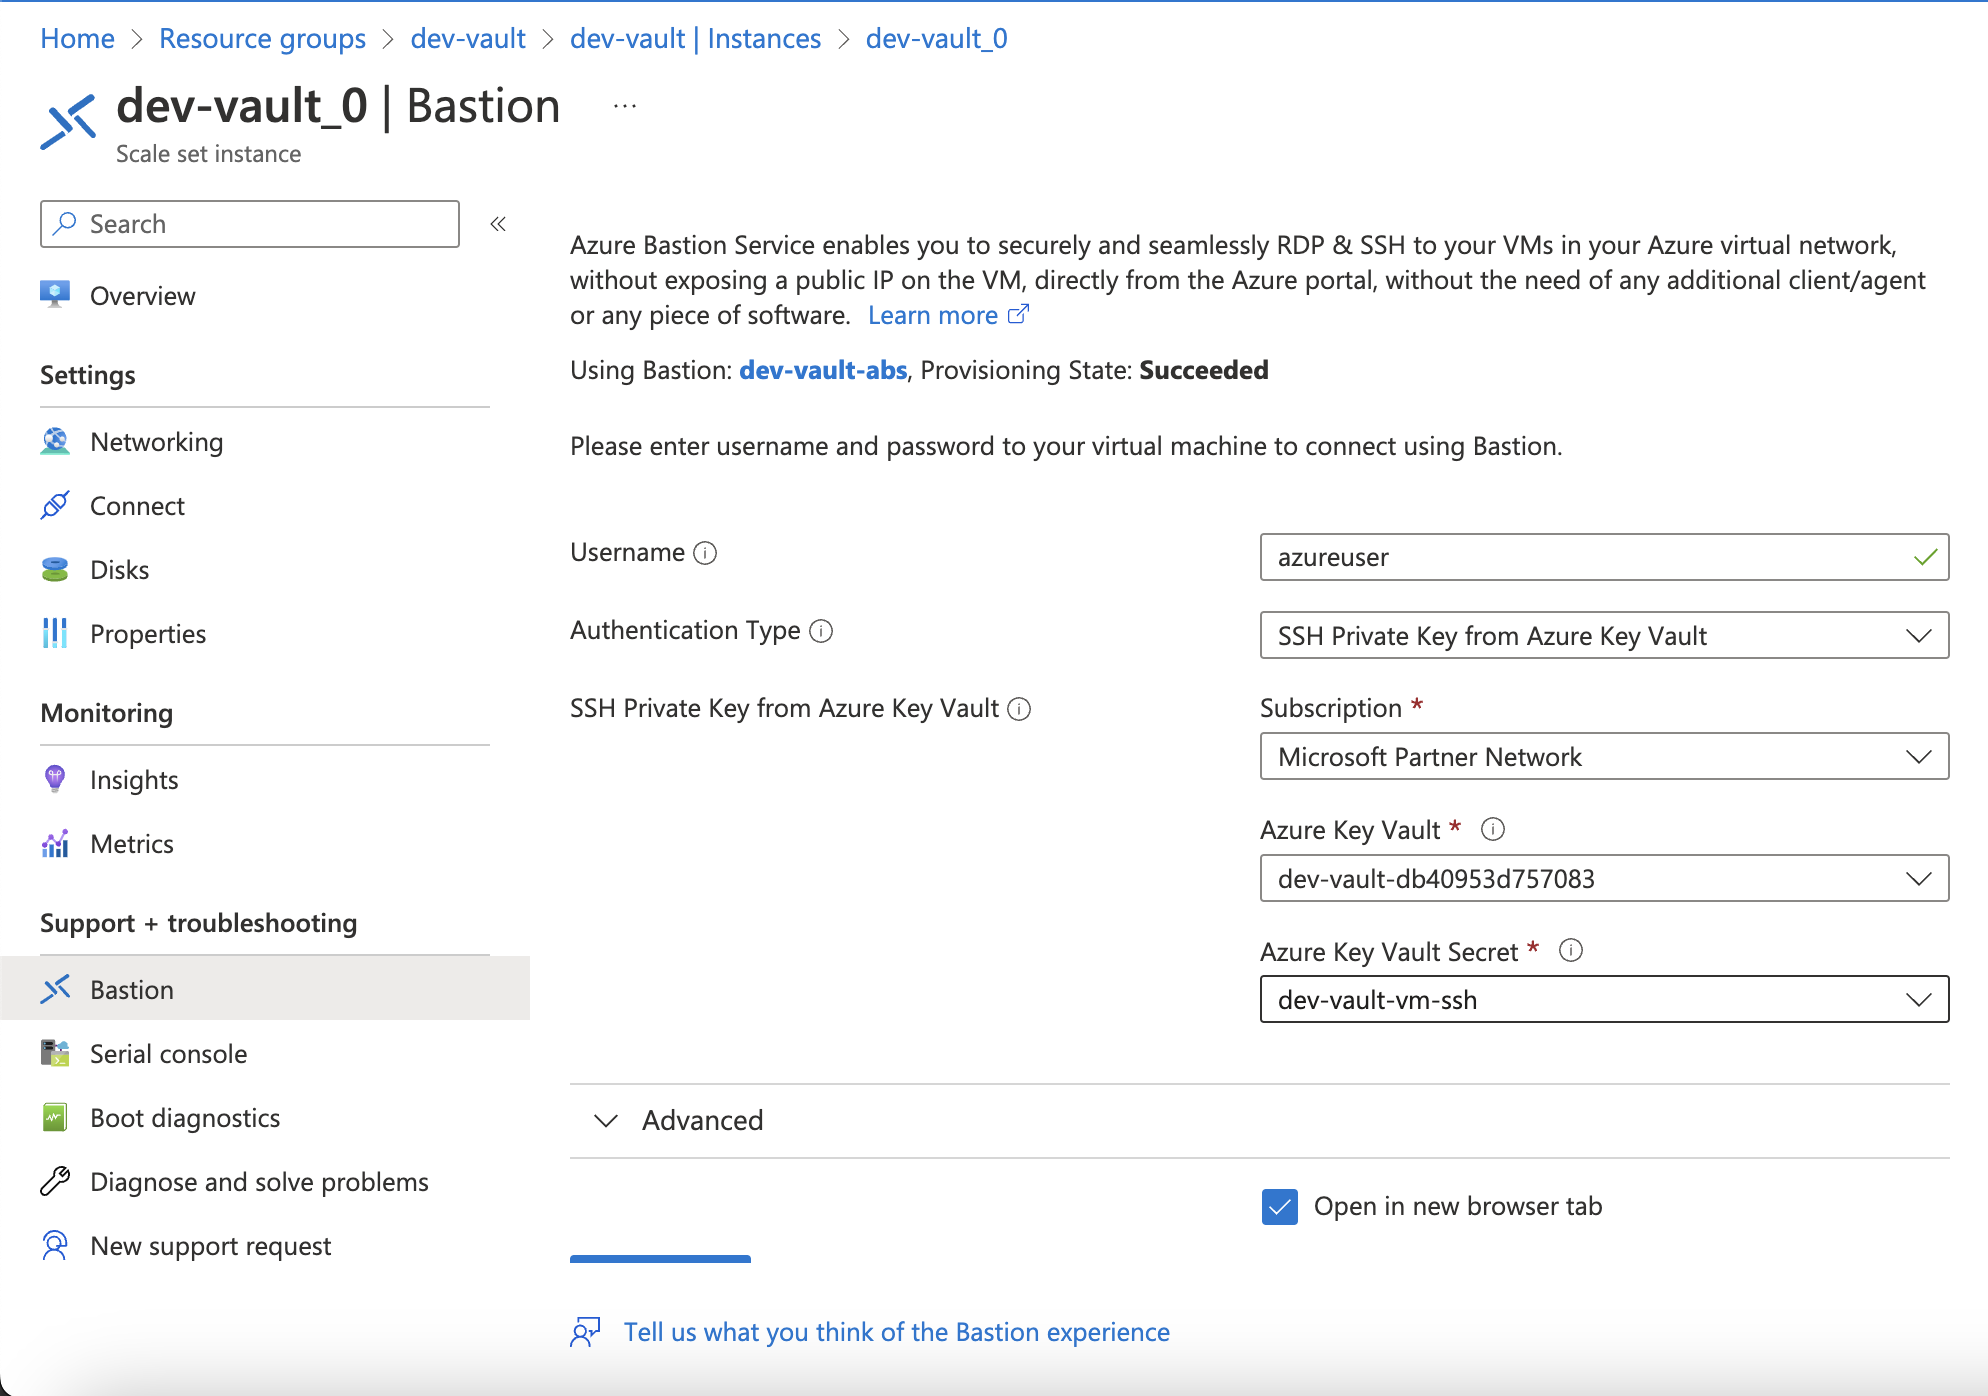 Home > Resource groups > dev-vault > dev-vault | Instances > dev-vault_0
dev-vault_0 | Bastion ...
Scale set instance
Search «
Overview
Settings
Networking
Connect
Disks
Properties
Monitoring
Insights
Metrics
Support + troubleshooting
Bastion
Serial console
Boot diagnostics
Diagnose and solve problems
New support request
Azure Bastion Service enables you to securely and seamlessly RDP & SSH to your VMs in your Azure virtual network,
without exposing a public IP on the VM, directly from the Azure portal, without the need of any additional client/agent
or any piece of software. Learn more
Using Bastion: dev-vault-abs, Provisioning State: Succeeded
Please enter username and password to your virtual machine to connect using Bastion.
Username
azureuser
Authentication Type
SSH Private Key from Azure Key Vault
SSH Private Key from Azure Key Vault
Subscription *
Microsoft Partner Network
Azure Key Vault *
dev-vault-db40953d757083
Azure Key Vault Secret *
dev-vault-vm-ssh
Advanced
Open in new browser tab
Tell us what you think of the Bastion experience